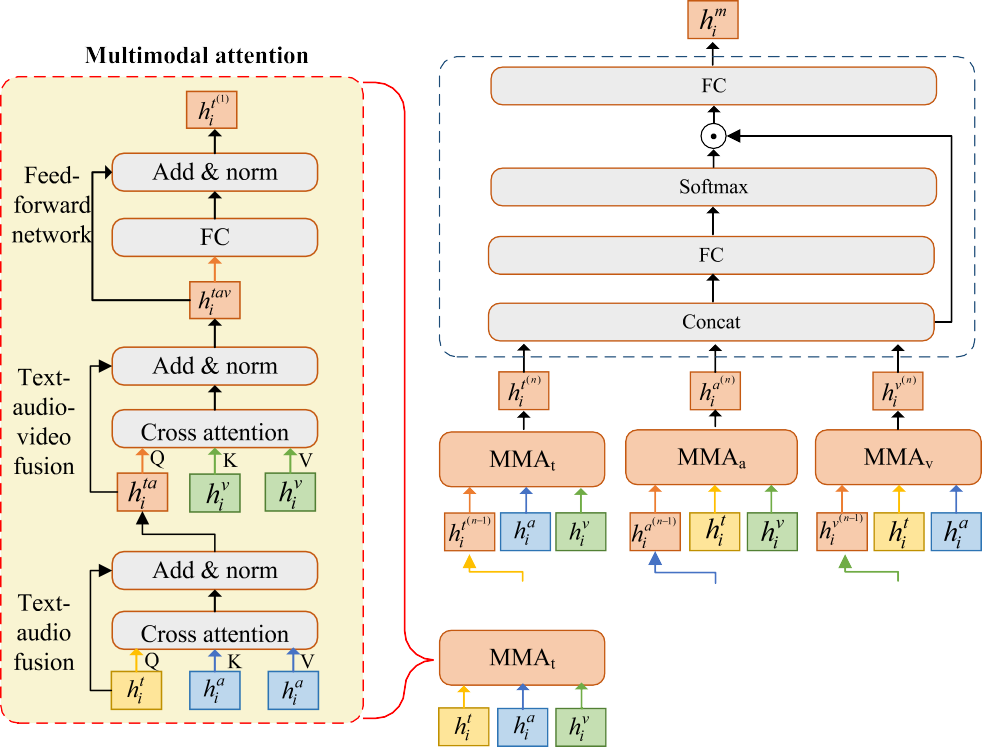 Multimodal attention
h_i^{t^{(1)}}
Add & norm
Feed-
forward
network
FC
h_i^{tav}
Add & norm
Text-
audio-
video
fusion
Cross attention
Q K V
h_i^{ta} h_i^v h_i^v
Add & norm
Text-
audio
fusion
Cross attention
Q K V
h_i^t h_i^a h_i^a
h_i^m
FC
Softmax
FC
Concat
h_i^{t^{(n)}} h_i^{a^{(n)}} h_i^{v^{(n)}}
MMA_t MMA_a MMA_v
h_i^{t^{(n-1)}} h_i^a h_i^v h_i^{a^{(n-1)}} h_i^t h_i^v h_i^{v^{(n-1)}} h_i^t h_i^a
MMA_t
h_i^t h_i^a h_i^v